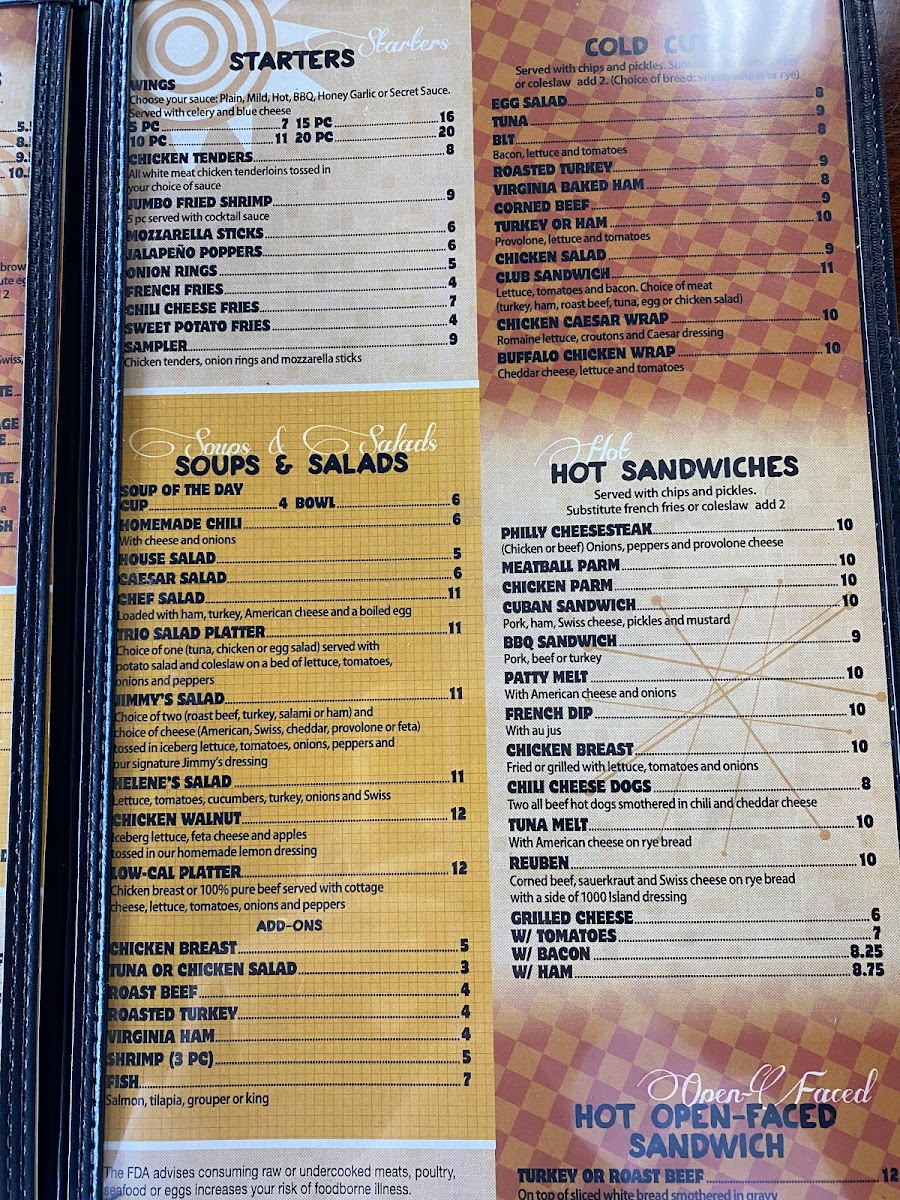 Starters
STARTERS
WINGS
Choose your sauce: Plain, Mild, Hot, BBQ, Honey Garlic or Secret Sauce.
Served with celery and blue cheese
5 PC 7 15 PC 16
10 PC 11 20 PC 20
CHICKEN TENDERS 8
All white meat chicken tenderloins tossed in
your choice of sauce
JUMBO FRIED SHRIMP 9
5 pc served with cocktail sauce
MOZZARELLA STICKS 6
JALAPEÑO POPPERS 6
ONION RINGS 5
FRENCH FRIES 4
CHILI CHEESE FRIES 7
SWEET POTATO FRIES 4
SAMPLER 9
Chicken tenders, onion rings and mozzarella sticks
Soups & Salads
SOUPS & SALADS
SOUP OF THE DAY
CUP 4 BOWL 6
HOMEMADE CHILI 6
With cheese and onions
HOUSE SALAD 5
CAESAR SALAD 6
CHEF SALAD 11
Loaded with ham, turkey, American cheese and a boiled egg
TRIO SALAD PLATTER 11
Choice of one (tuna, chicken or egg salad) served with
potato salad and coleslaw on a bed of lettuce, tomatoes,
onions and peppers
JIMMY'S SALAD 11
Choice of two (roast beef, turkey, salami or ham) and
choice of cheese (American, Swiss, cheddar, provolone or feta)
tossed in iceberg lettuce, tomatoes, onions, peppers and
our signature Jimmy's dressing
HELENE'S SALAD 11
Lettuce, tomatoes, cucumbers, turkey, onions and Swiss
CHICKEN WALNUT 12
Iceberg lettuce, feta cheese and apples
tossed in our homemade lemon dressing
LOW-CAL PLATTER 12
Chicken breast or 100% pure beef served with cottage
cheese, lettuce, tomatoes, onions and peppers
ADD-ONS
CHICKEN BREAST 5
TUNA OR CHICKEN SALAD 3
ROAST BEEF 4
ROASTED TURKEY 4
VIRGINIA HAM 4
SHRIMP (3 PC) 5
FISH 7
Salmon, tilapia, grouper or king
The FDA advises consuming raw or undercooked meats, poultry,
seafood or eggs increases your risk of foodborne illness.
COLD
Served with chips and pickles.
or coleslaw add 2. (Choice of bread: white, wheat or rye)
EGG SALAD 8
TUNA 9
BLT 8
Bacon, lettuce and tomatoes
ROASTED TURKEY 9
VIRGINIA BAKED HAM 8
CORNED BEEF 9
TURKEY OR HAM 10
Provolone, lettuce and tomatoes
CHICKEN SALAD 9
CLUB SANDWICH 11
Lettuce, tomatoes and bacon. Choice of meat
(turkey, ham, roast beef, tuna, egg or chicken salad)
CHICKEN CAESAR WRAP 10
Romaine lettuce, croutons and Caesar dressing
BUFFALO CHICKEN WRAP 10
Cheddar cheese, lettuce and tomatoes
Hot
HOT SANDWICHES
Served with chips and pickles.
Substitute french fries or coleslaw add 2
PHILLY CHEESESTEAK 10
(Chicken or beef) Onions, peppers and provolone cheese
MEATBALL PARM 10
CHICKEN PARM 10
CUBAN SANDWICH 10
Pork, ham, Swiss cheese, pickles and mustard
BBQ SANDWICH 9
Pork, beef or turkey
PATTY MELT 10
With American cheese and onions
FRENCH DIP 10
With au jus
CHICKEN BREAST 10
Fried or grilled with lettuce, tomatoes and onions
CHILI CHEESE DOGS 8
Two all beef hot dogs smothered in chili and cheddar cheese
TUNA MELT 10
With American cheese on rye bread
REUBEN 10
Corned beef, sauerkraut and Swiss cheese on rye bread
with a side of 1000 Island dressing
GRILLED CHEESE 6
W/ TOMATOES 7
W/ BACON 8.25
W/ HAM 8.75
Open-Faced
HOT OPEN-FACED
SANDWICH
TURKEY OR ROAST BEEF 12
On top of sliced white bread smothered in gravy